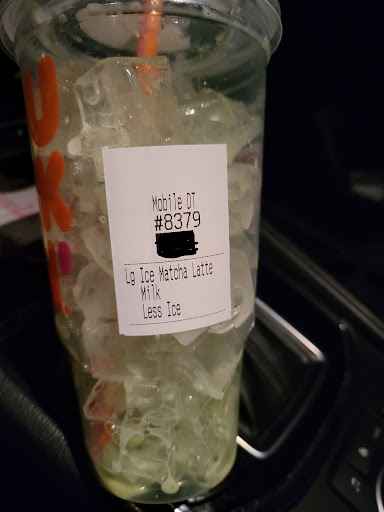 Mobile DT
#8379
Lg Ice Matcha Latte
Milk
Less Ice